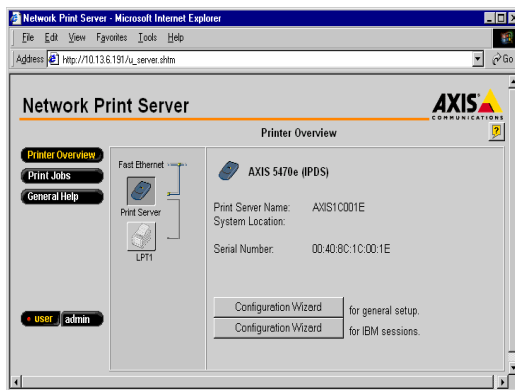 Network Print Server - Microsoft Internet Explorer
File Edit View Favorites Tools Help
Address http://10.13.6.191/u_server.shtm Go
Network Print Server
AXIS
COMMUNICATIONS
Printer Overview
?
Printer Overview
Print Jobs
General Help
Fast Ethernet
Print Server
LPT1
AXIS 5470e (IPDS)
Print Server Name: AXIS1C001E
System Location:
Serial Number: 00:40:8C:1C:00:1E
Configuration Wizard for general setup.
Configuration Wizard for IBM sessions.
user admin